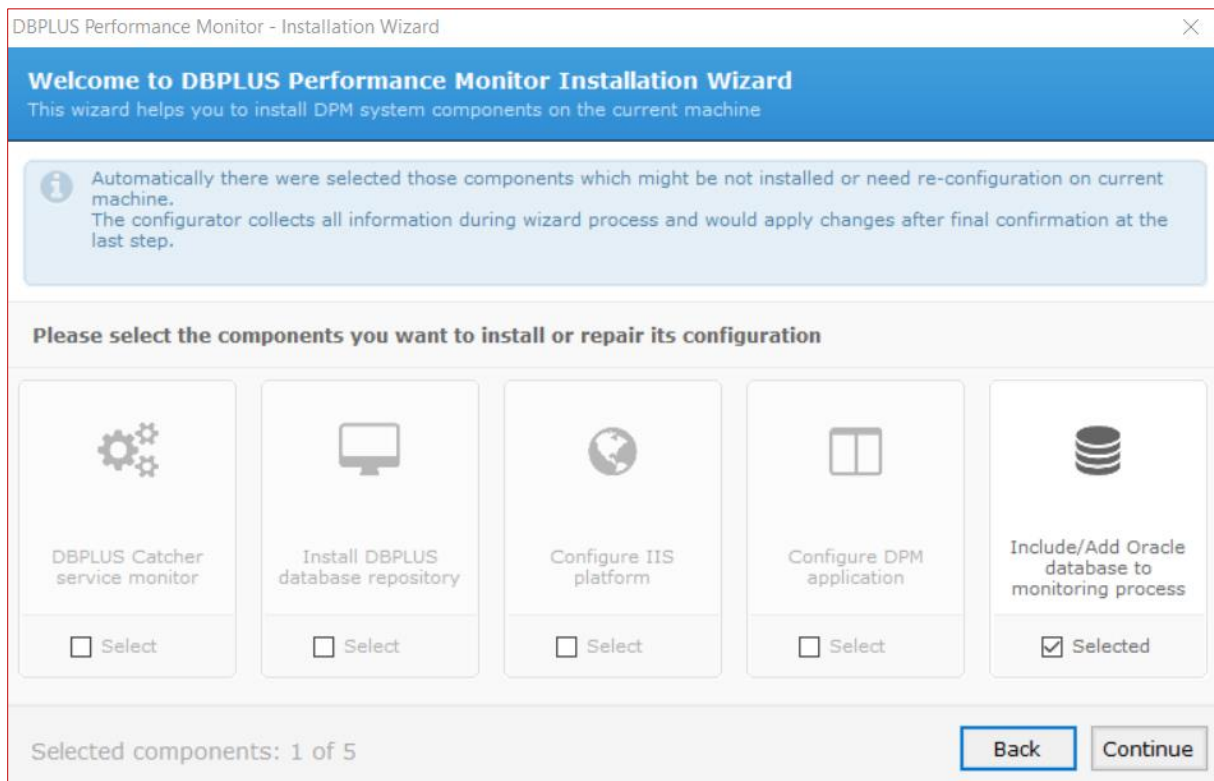 DBPLUS Performance Monitor - Installation Wizard
Welcome to DBPLUS Performance Monitor Installation Wizard
This wizard helps you to install DPM system components on the current machine
Automatically there were selected those components which might be not installed or need re-configuration on current
machine.
The configurator collects all information during wizard process and would apply changes after final confirmation at the
last step.
Please select the components you want to install or repair its configuration
DBPLUS Catcher
service monitor
Select
Install DBPLUS
database repository
Select
Configure IIS
platform
Select
Configure DPM
application
Select
Include/Add Oracle
database to
monitoring process
Selected
Selected components: 1 of 5
Back
Continue